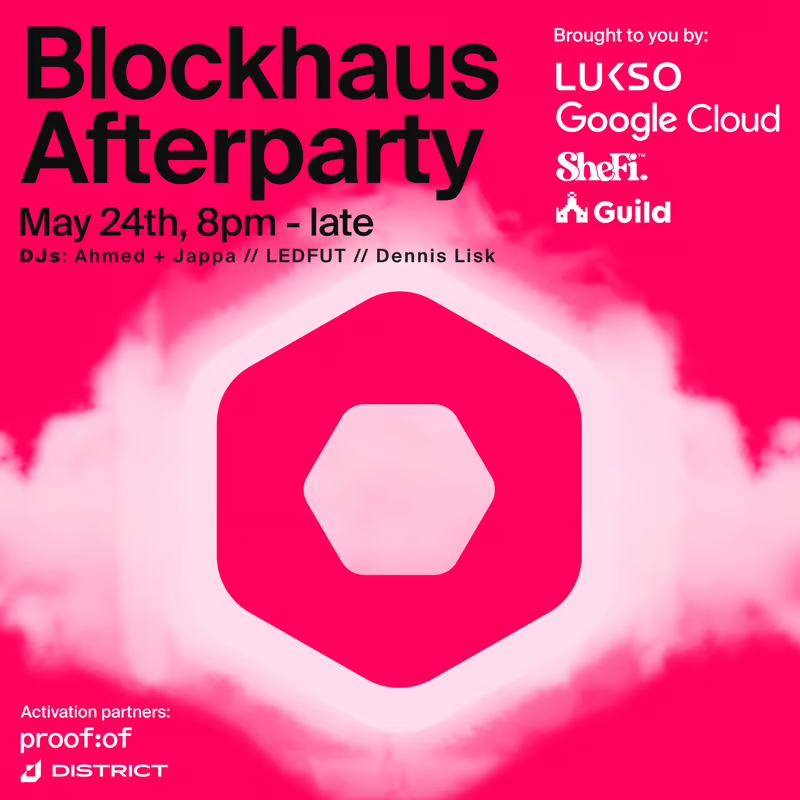 Blockhaus
Afterparty
May 24th, 8pm - late
DJs: Ahmed + Jappa // LEDFUT // Dennis Lisk
Brought to you by:
LUKSO
Google Cloud
SheFi.™
Guild
Activation partners:
proof:of
DISTRICT